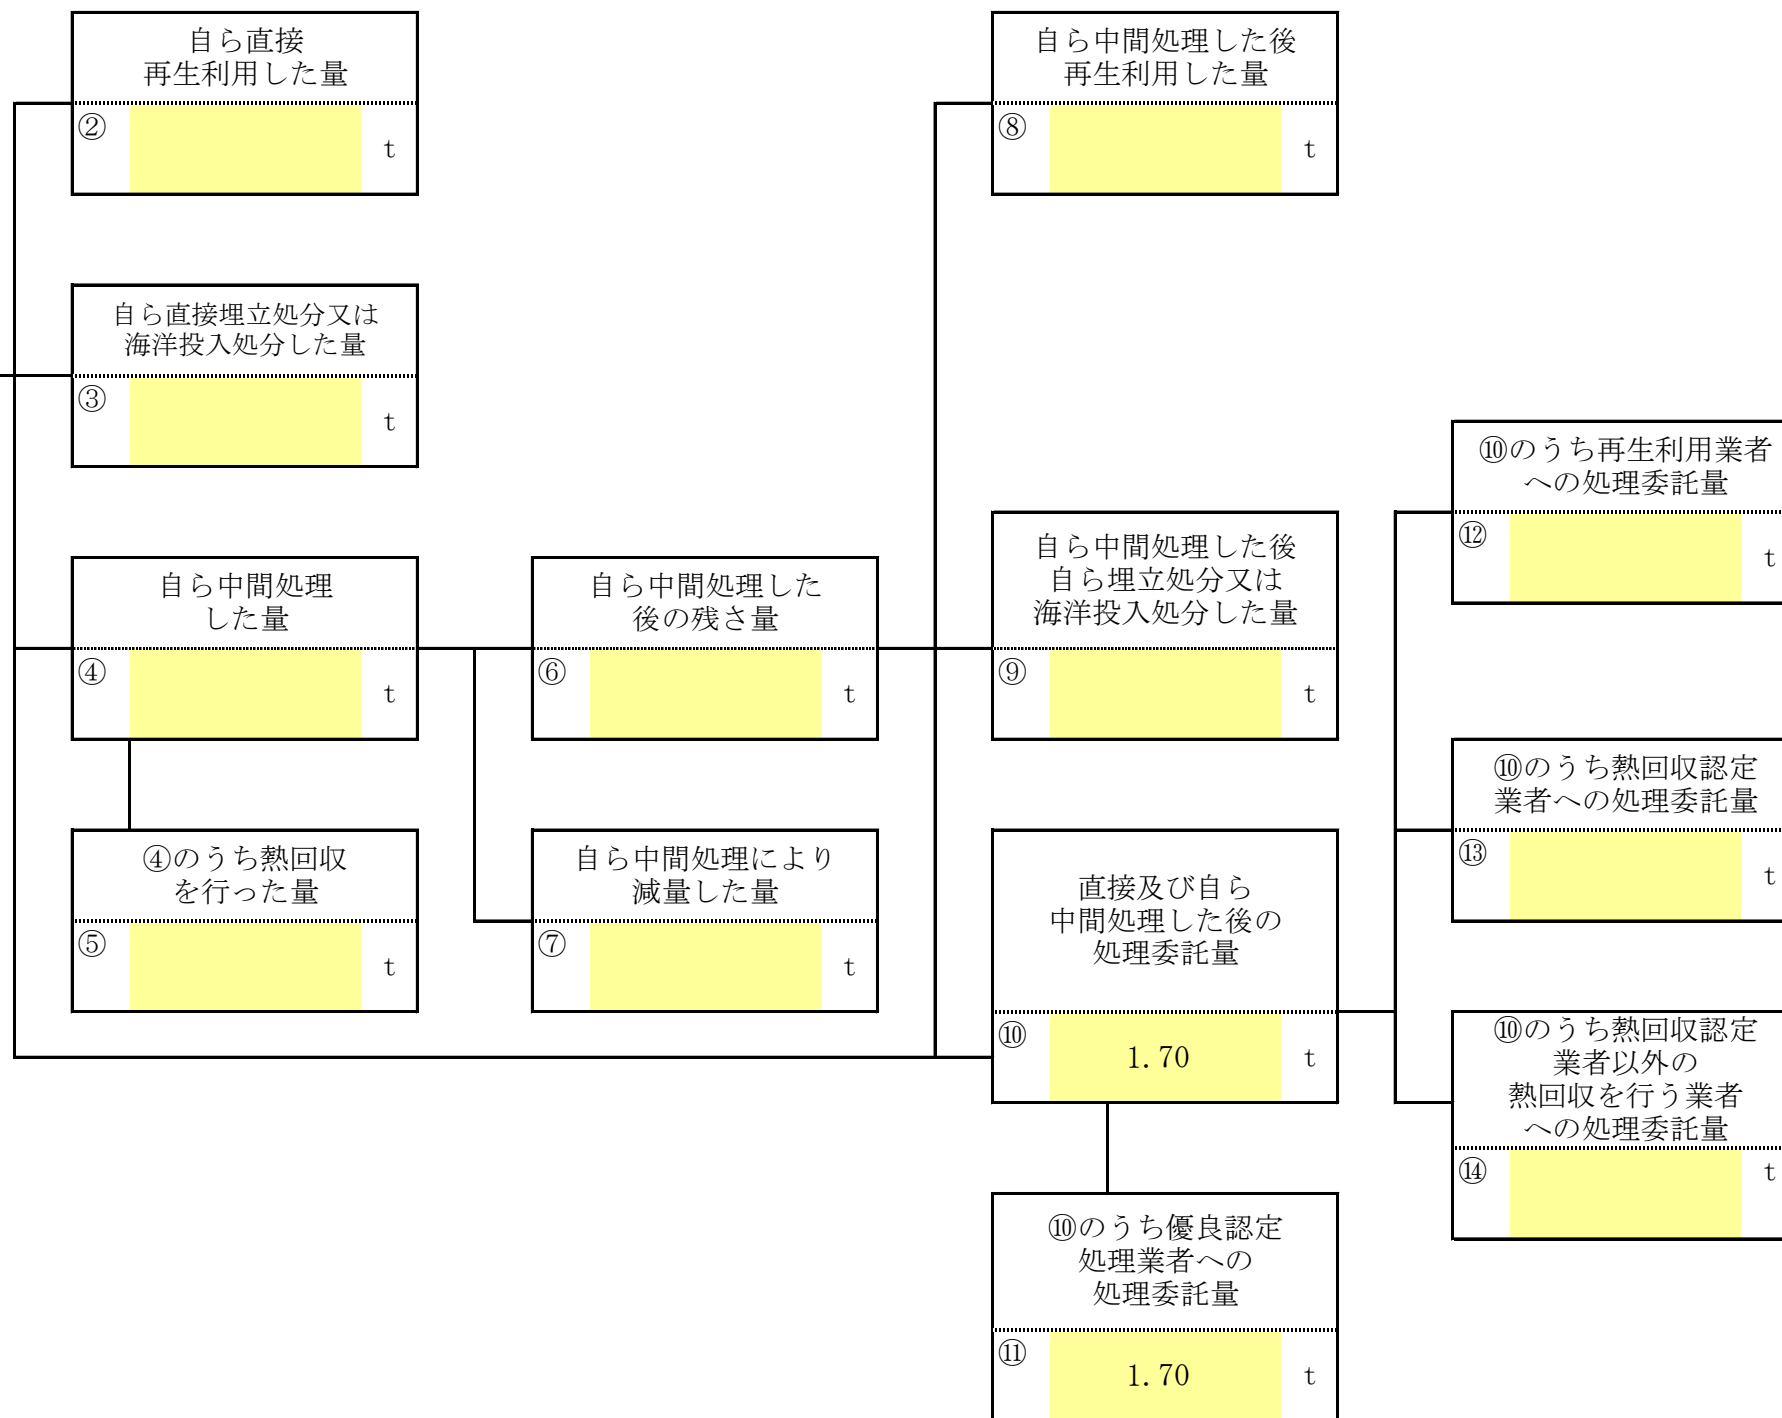 自ら直接
再生利用した量
②
t
自ら直接埋立処分又は
海洋投入処分した量
③
t
自ら中間処理
した量
④
t
④のうち熱回収
を行った量
⑤
t
自ら中間処理した
後の残さ量
⑥
t
自ら中間処理により
減量した量
⑦
t
自ら中間処理した後
再生利用した量
⑧
t
自ら中間処理した後
自ら埋立処分又は
海洋投入処分した量
⑨
t
直接及び自ら
中間処理した後の
処理委託量
⑩ 1.70 t
⑩のうち優良認定
処理業者への
処理委託量
⑪ 1.70 t
⑩のうち再生利用業者
への処理委託量
⑫
t
⑩のうち熱回収認定
業者への処理委託量
⑬
t
⑩のうち熱回収認定
業者以外の
熱回収を行う業者
への処理委託量
⑭
t